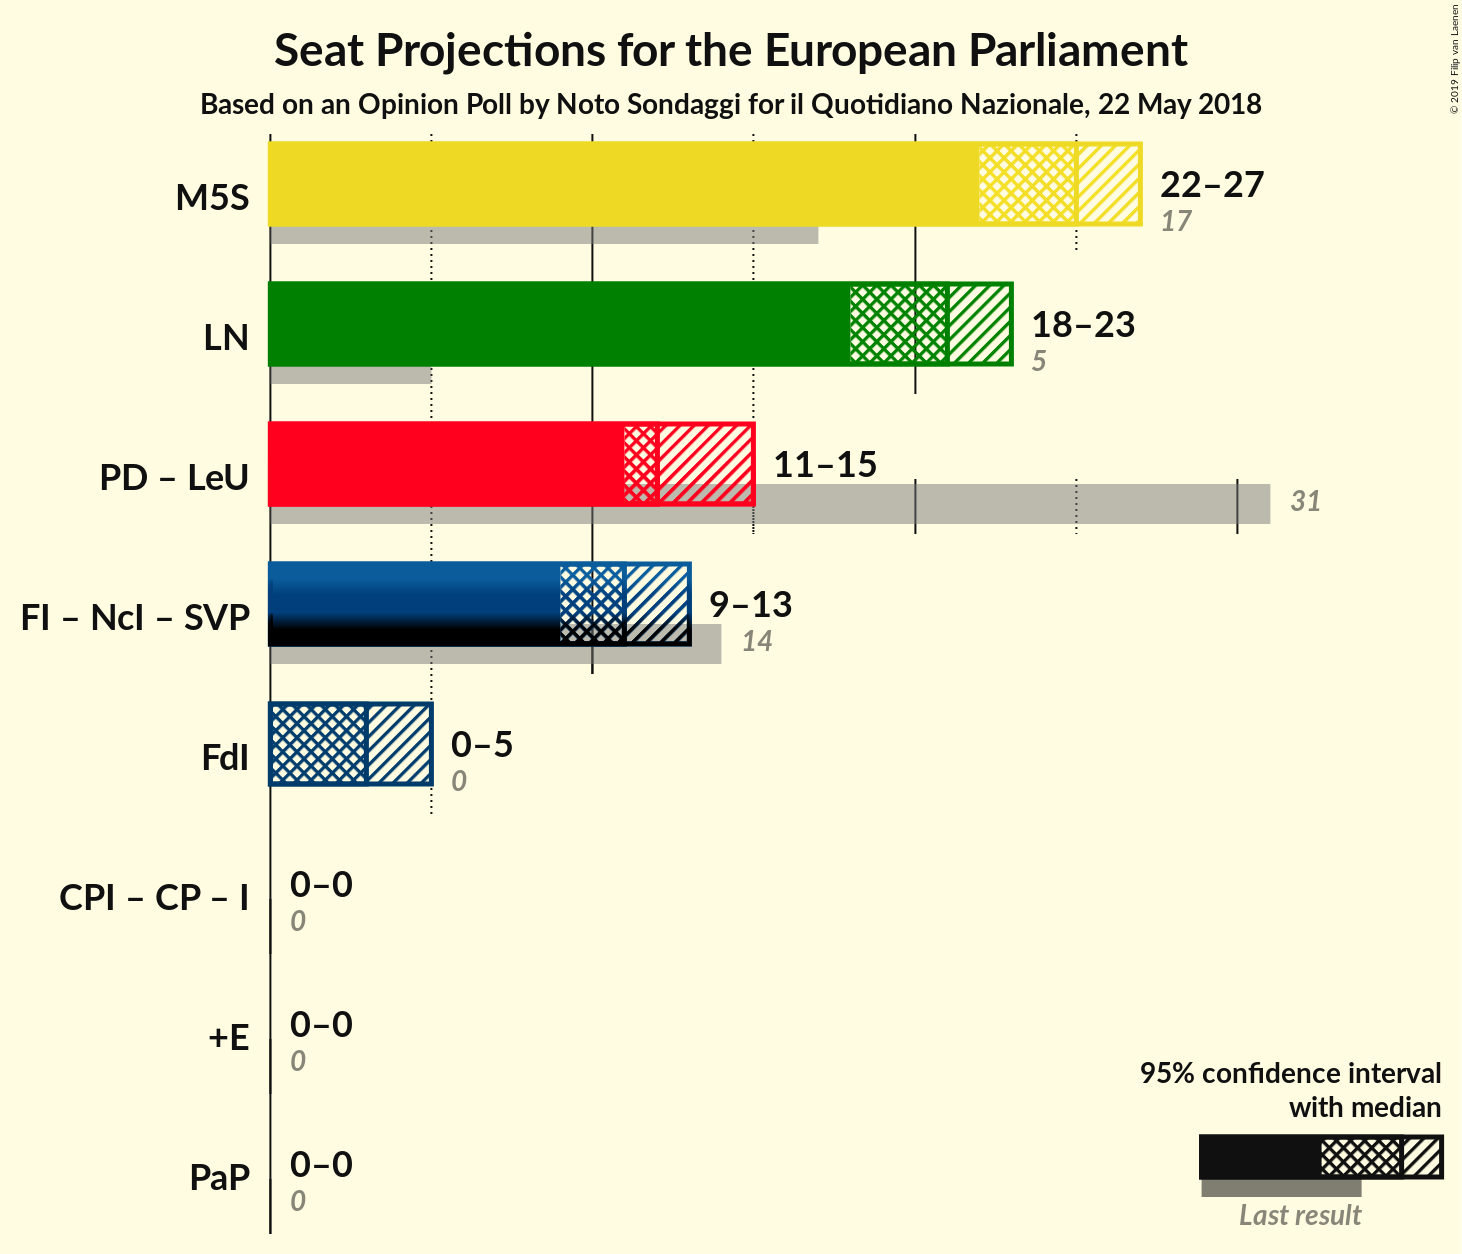 Seat Projections for the European Parliament
Based on an Opinion Poll by Noto Sondaggi for il Quotidiano Nazionale, 22 May 2018
© 2019 Filip van Laenen
M5S
22–27
17
LN
18–23
5
PD – LeU
11–15
31
FI – NcI – SVP
9–13
14
FdI
0–5
0
CPI – CP – I
0–0
0
+E
0–0
0
PaP
0–0
0
95% confidence interval
with median
Last result